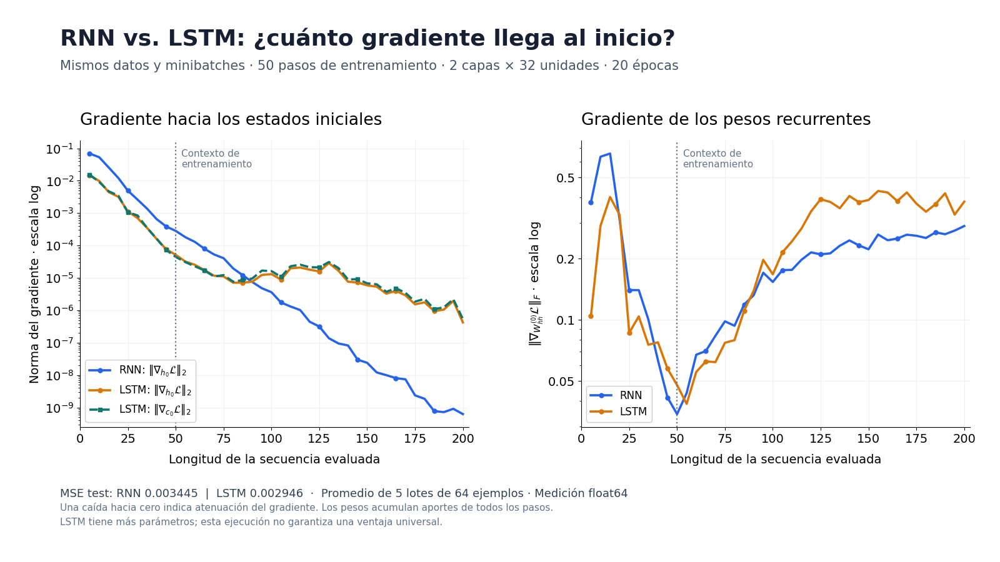 RNN vs. LSTM: ¿cuánto gradiente llega al inicio?
Mismos datos y minibatches · 50 pasos de entrenamiento · 2 capas × 32 unidades · 20 épocas
Gradiente hacia los estados iniciales
Norma del gradiente · escala log
10⁻¹
10⁻²
10⁻³
10⁻⁴
10⁻⁵
10⁻⁶
10⁻⁷
10⁻⁸
10⁻⁹
Contexto de
entrenamiento
RNN: ‖∇_{h_0}ℒ‖₂
LSTM: ‖∇_{h_0}ℒ‖₂
LSTM: ‖∇_{c_0}ℒ‖₂
0 25 50 75 100 125 150 175 200
Longitud de la secuencia evaluada
Gradiente de los pesos recurrentes
‖∇_{W_{hh}^{(0)}}ℒ‖_F · escala log
0.5
0.2
0.1
0.05
Contexto de
entrenamiento
RNN
LSTM
0 25 50 75 100 125 150 175 200
Longitud de la secuencia evaluada
MSE test: RNN 0.003445 | LSTM 0.002946 · Promedio de 5 lotes de 64 ejemplos · Medición float64
Una caída hacia cero indica atenuación del gradiente. Los pesos acumulan aportes de todos los pasos.
LSTM tiene más parámetros; esta ejecución no garantiza una ventaja universal.